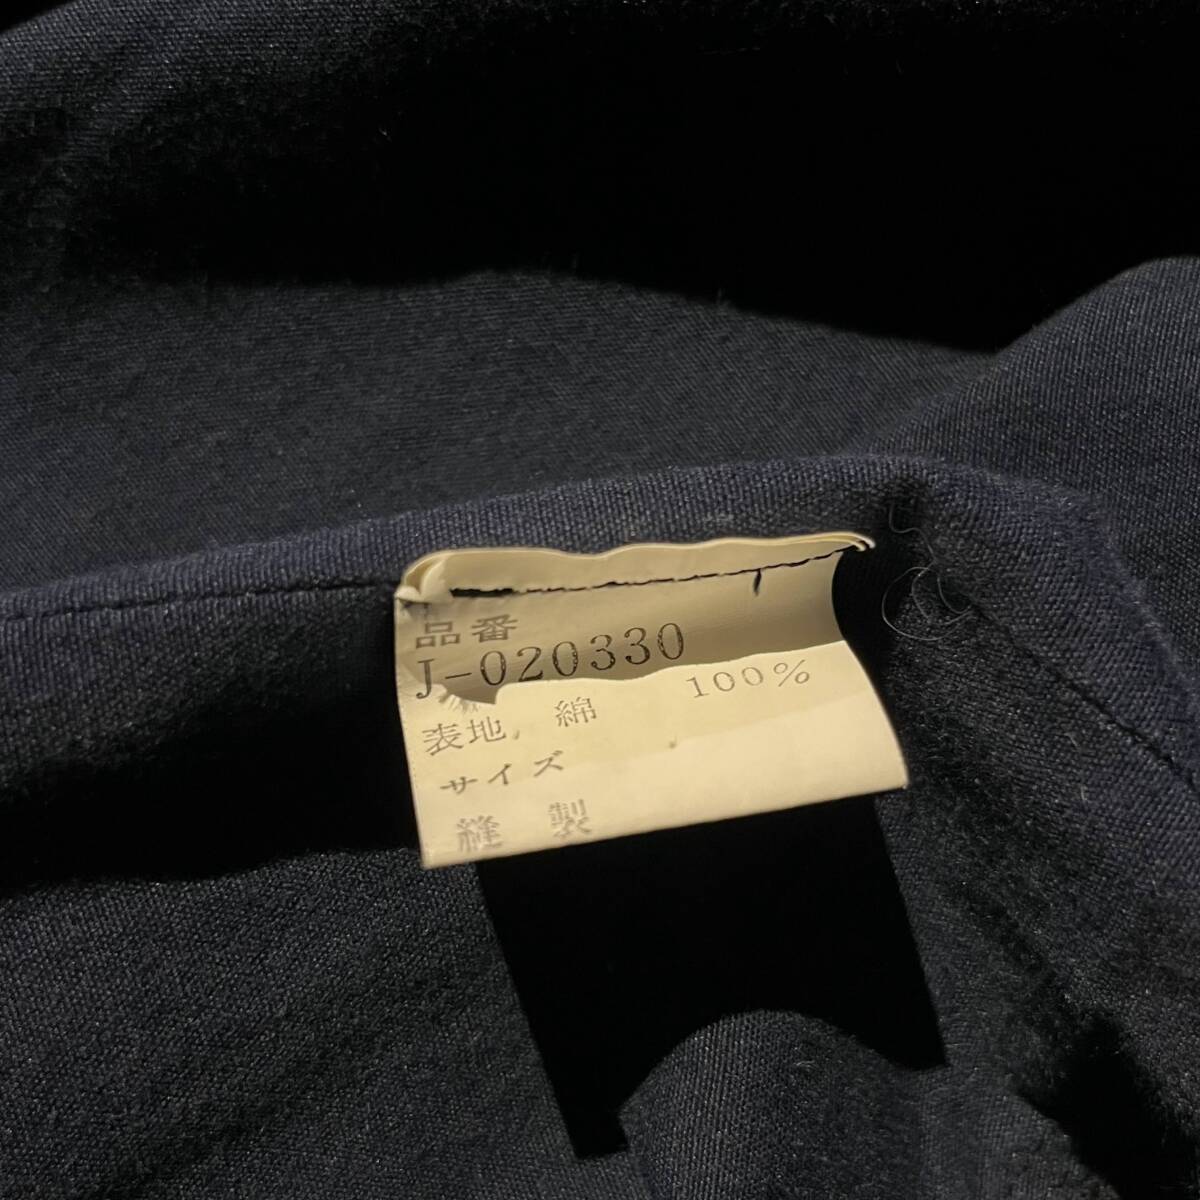 品番
J-020330
表地 綿 100%
サイズ
縫製